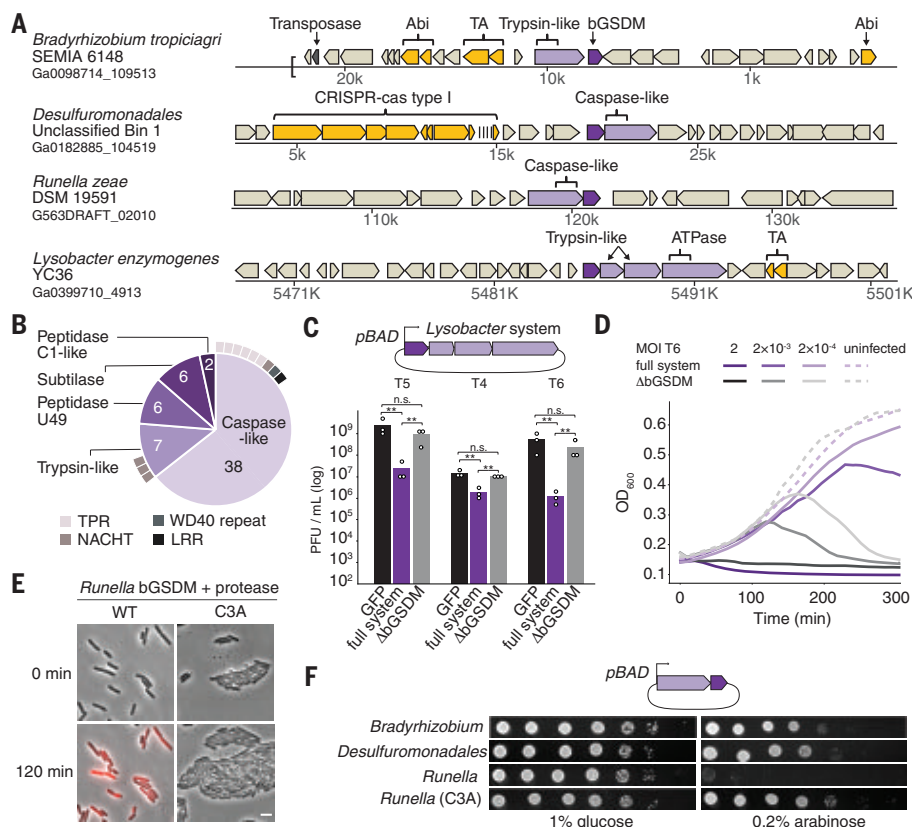 A
Transposase Abi TA Trypsin-like bGSDM Abi
Bradyrhizobium tropiciagri
SEMIA 6148
Ga0098714_109513
20k 10k 1k
CRISPR-cas type I
Caspase-like
Desulfuromonadales
Unclassified Bin 1
Ga0182885_104519
5k 15k 25k
Caspase-like
Runella zeae
DSM 19591
G563DRAFT_02010
110k 120k 130k
Trypsin-like ATPase TA
Lysobacter enzymogenes
YC36
Ga0399710_4913
5471K 5481K 5491K 5501K
B
Peptidase
C1-like
Subtilase
Peptidase
U49
Trypsin-like
2
6
6
7
Caspase
-like
38
TPR
NACHT
WD40 repeat
LRR
C
pBAD Lysobacter system
T5 T4 T6
n.s.
** **
n.s.
** **
n.s.
** **
PFU / mL (log)
10⁹
10⁸
10⁷
10⁶
10⁵
10⁴
10³
10²
GFP
full system
ΔbGSDM
GFP
full system
ΔbGSDM
GFP
full system
ΔbGSDM
D
MOI T6 2 2×10⁻³ 2×10⁻⁴ uninfected
full system
ΔbGSDM
OD₆₀₀
0.6
0.45
0.3
0.15
0.1
0 100 200 300
Time (min)
E
Runella bGSDM + protease
WT C3A
0 min
120 min
F
pBAD
Bradyrhizobium
Desulfuromonadales
Runella
Runella (C3A)
1% glucose 0.2% arabinose